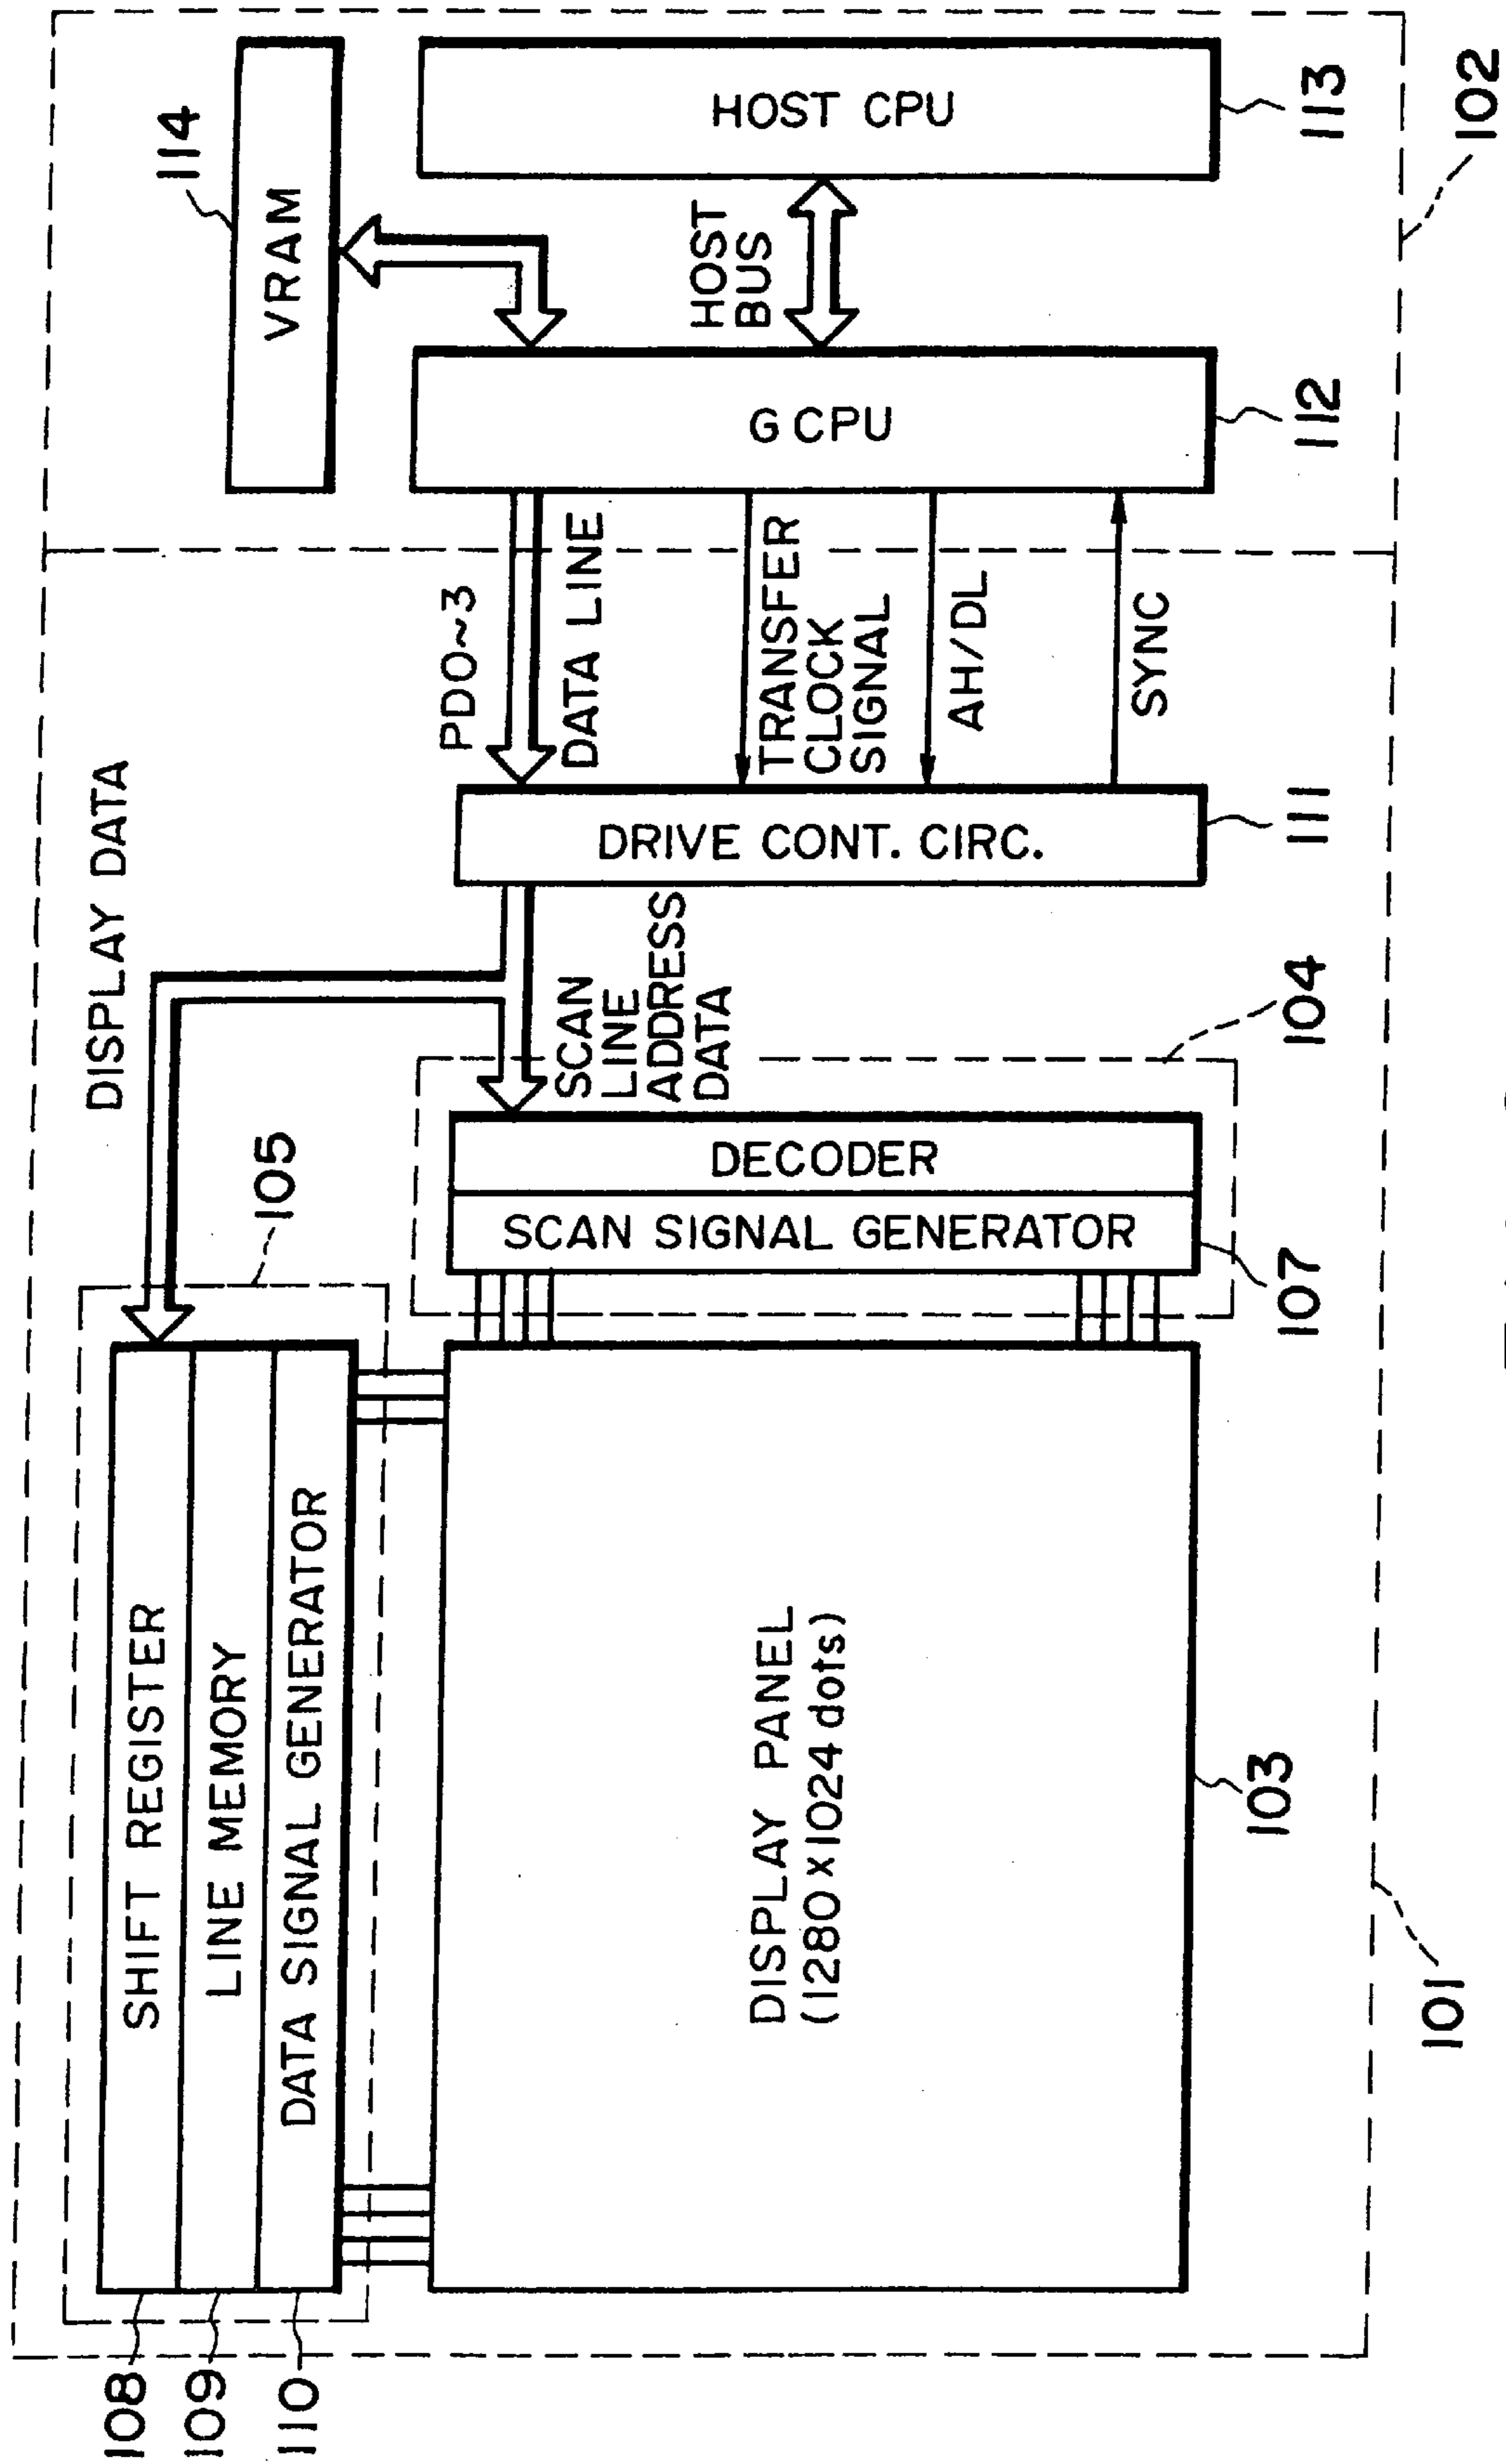 108
109
110
SHIFT REGISTER
LINE MEMORY
DATA SIGNAL GENERATOR
105
DISPLAY DATA
DISPLAY PANEL
(1280×1024 dots)
103
101
SCAN SIGNAL GENERATOR
DECODER
107
104
SCAN
LINE
ADDRESS
DATA
DRIVE CONT. CIRC.
111
PD0~3
DATA LINE
TRANSFER
CLOCK
SIGNAL
AH/DL
SYNC
114
VRAM
G CPU
112
HOST
BUS
HOST CPU
113
102